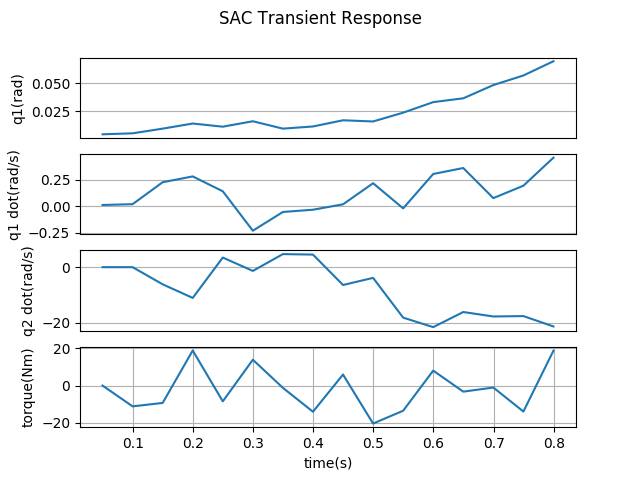 SAC Transient Response
q1(rad)
0.050
0.025
q1 dot(rad/s)
0.25
0.00
−0.25
q2 dot(rad/s)
0
−20
torque(Nm)
20
0
−20
0.1 0.2 0.3 0.4 0.5 0.6 0.7 0.8
time(s)